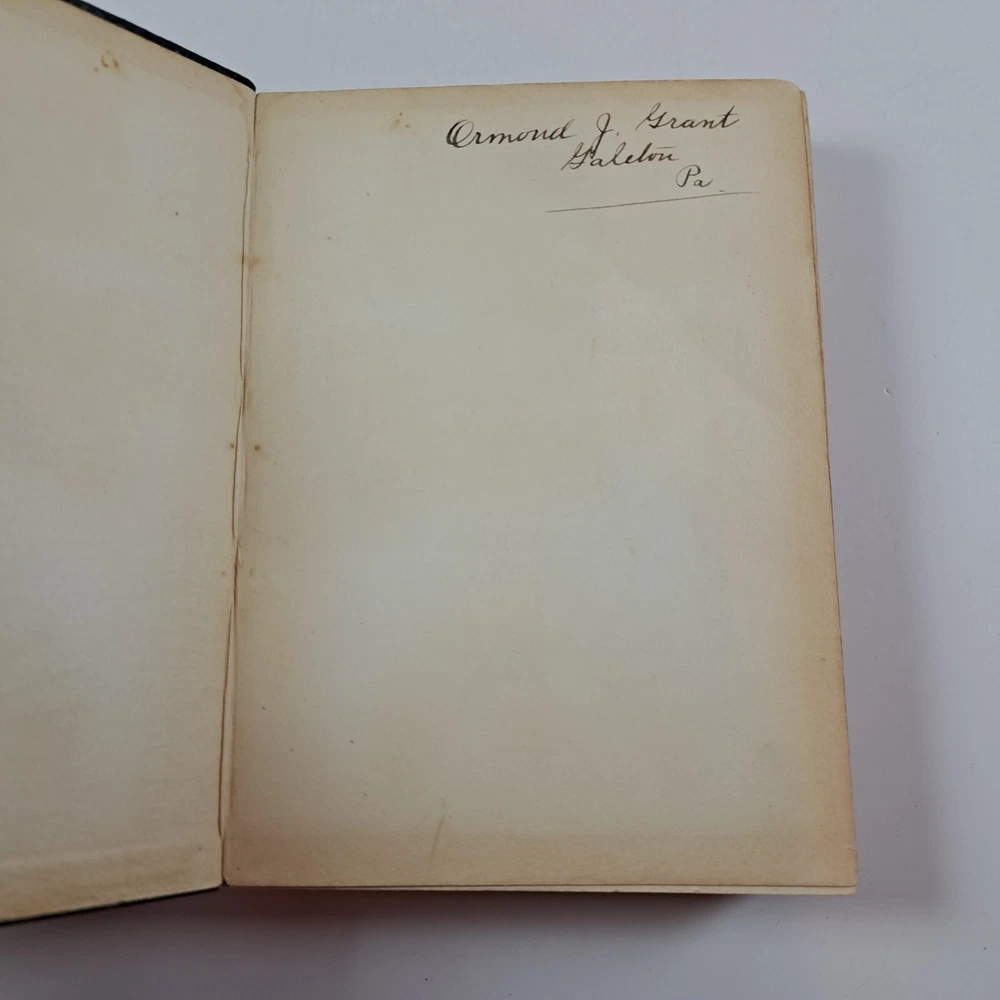 Ormond J. Grant
Galeton
Pa.